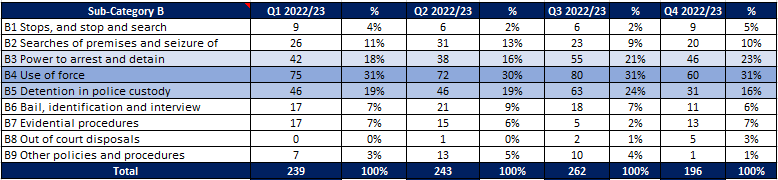 Sub-Category B Q1 2022/23 % Q2 2022/23 % Q3 2022/23 % Q4 2022/23 %
B1 Stops, and stop and search 9 4% 6 2% 6 2% 9 5%
B2 Searches of premises and seizure of 26 11% 31 13% 23 9% 20 10%
B3 Power to arrest and detain 42 18% 38 16% 55 21% 46 23%
B4 Use of force 75 31% 72 30% 80 31% 60 31%
B5 Detention in police custody 46 19% 46 19% 63 24% 31 16%
B6 Bail, identification and interview 17 7% 21 9% 18 7% 11 6%
B7 Evidential procedures 17 7% 15 6% 5 2% 13 7%
B8 Out of court disposals 0 0% 1 0% 2 1% 5 3%
B9 Other policies and procedures 7 3% 13 5% 10 4% 1 1%
Total 239 100% 243 100% 262 100% 196 100%